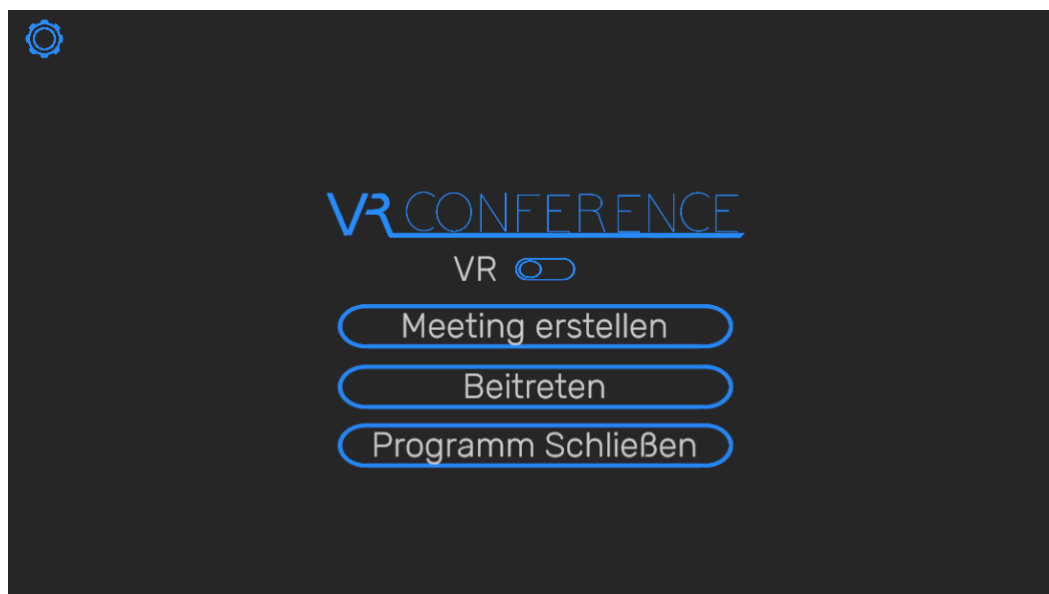 VR CONFERENCE
VR
Meeting erstellen
Beitreten
Programm Schließen